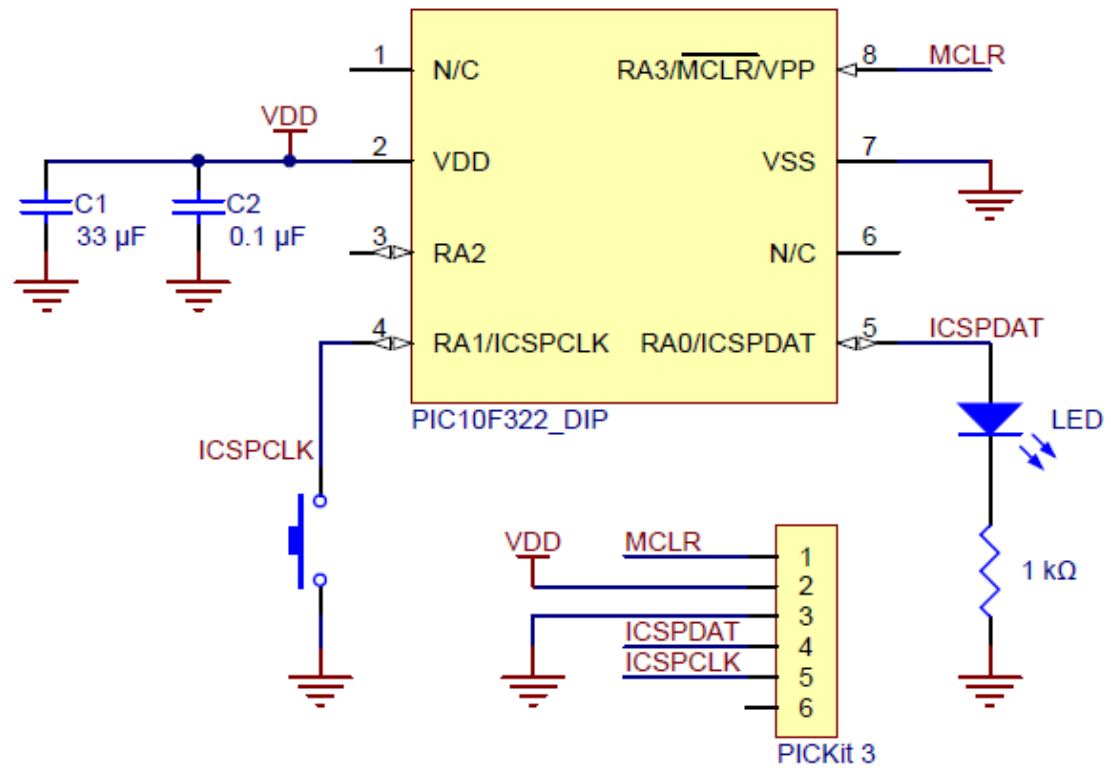 1 N/C RA3/MCLR/VPP 8 MCLR
VDD
2 VDD VSS 7
C1
33 µF
C2
0.1 µF
3 RA2 N/C 6
4 RA1/ICSPCLK RA0/ICSPDAT 5 ICSPDAT
PIC10F322_DIP
LED
ICSPCLK
VDD
MCLR 1
2
3
ICSPDAT 4
ICSPCLK 5
6
PICKit 3
1 kΩ